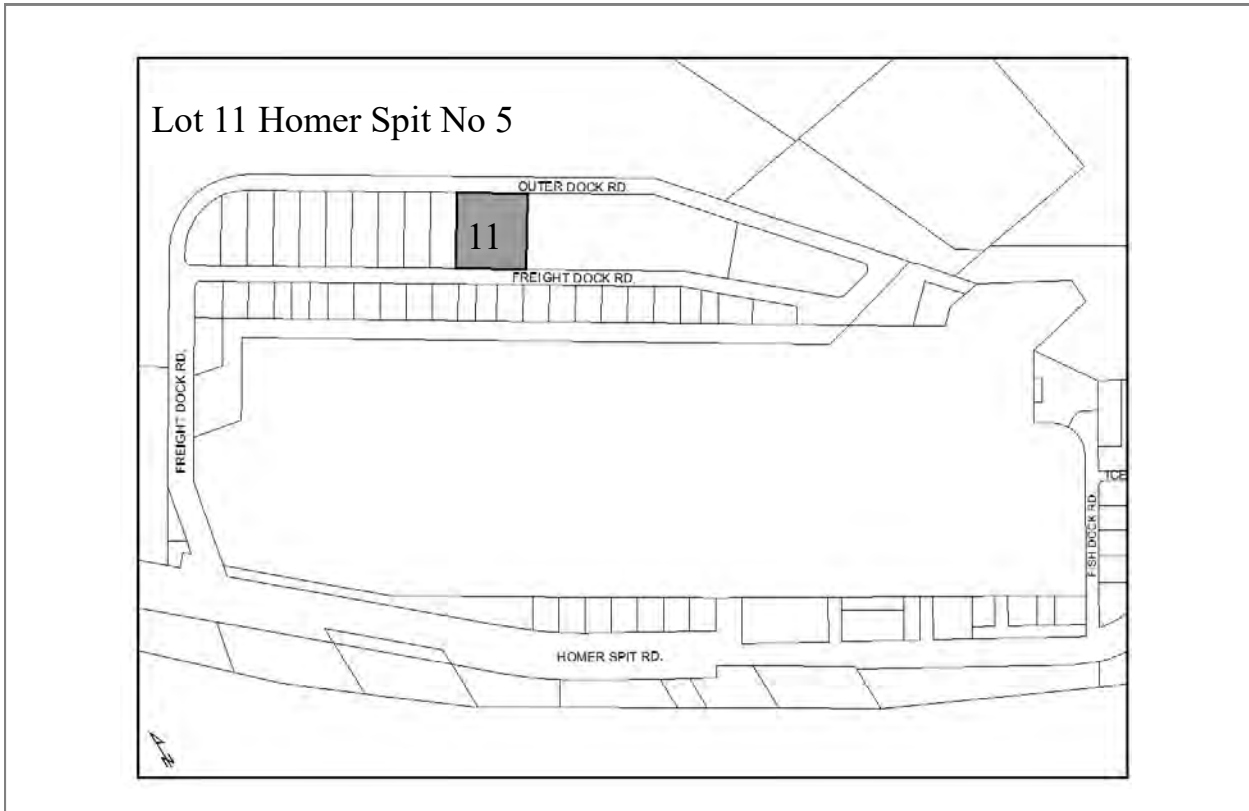 Lot 11 Homer Spit No 5
OUTER DOCK RD.
11
FREIGHT DOCK RD.
FREIGHT DOCK RD.
ICE
FISH DOCK RD.
HOMER SPIT RD.
N